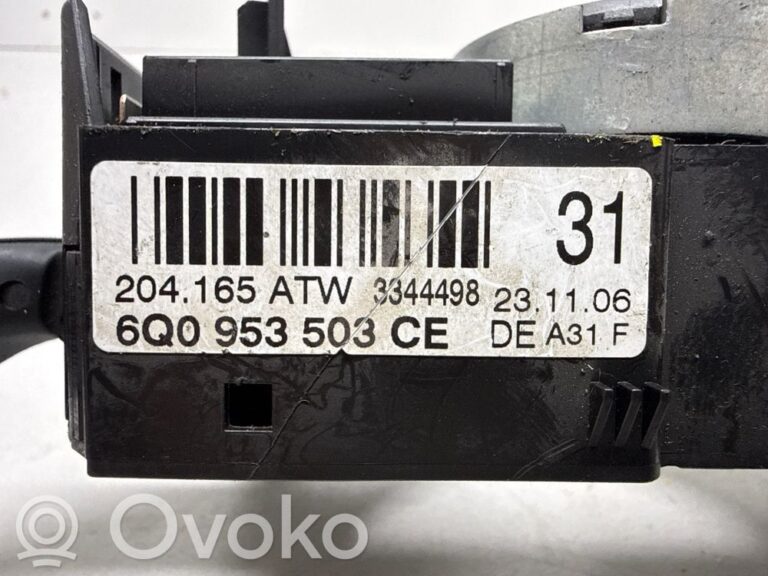 31
204.165 ATW 3344498 23.11.06
6Q0 953 503 CE DE A31 F
Ovoko